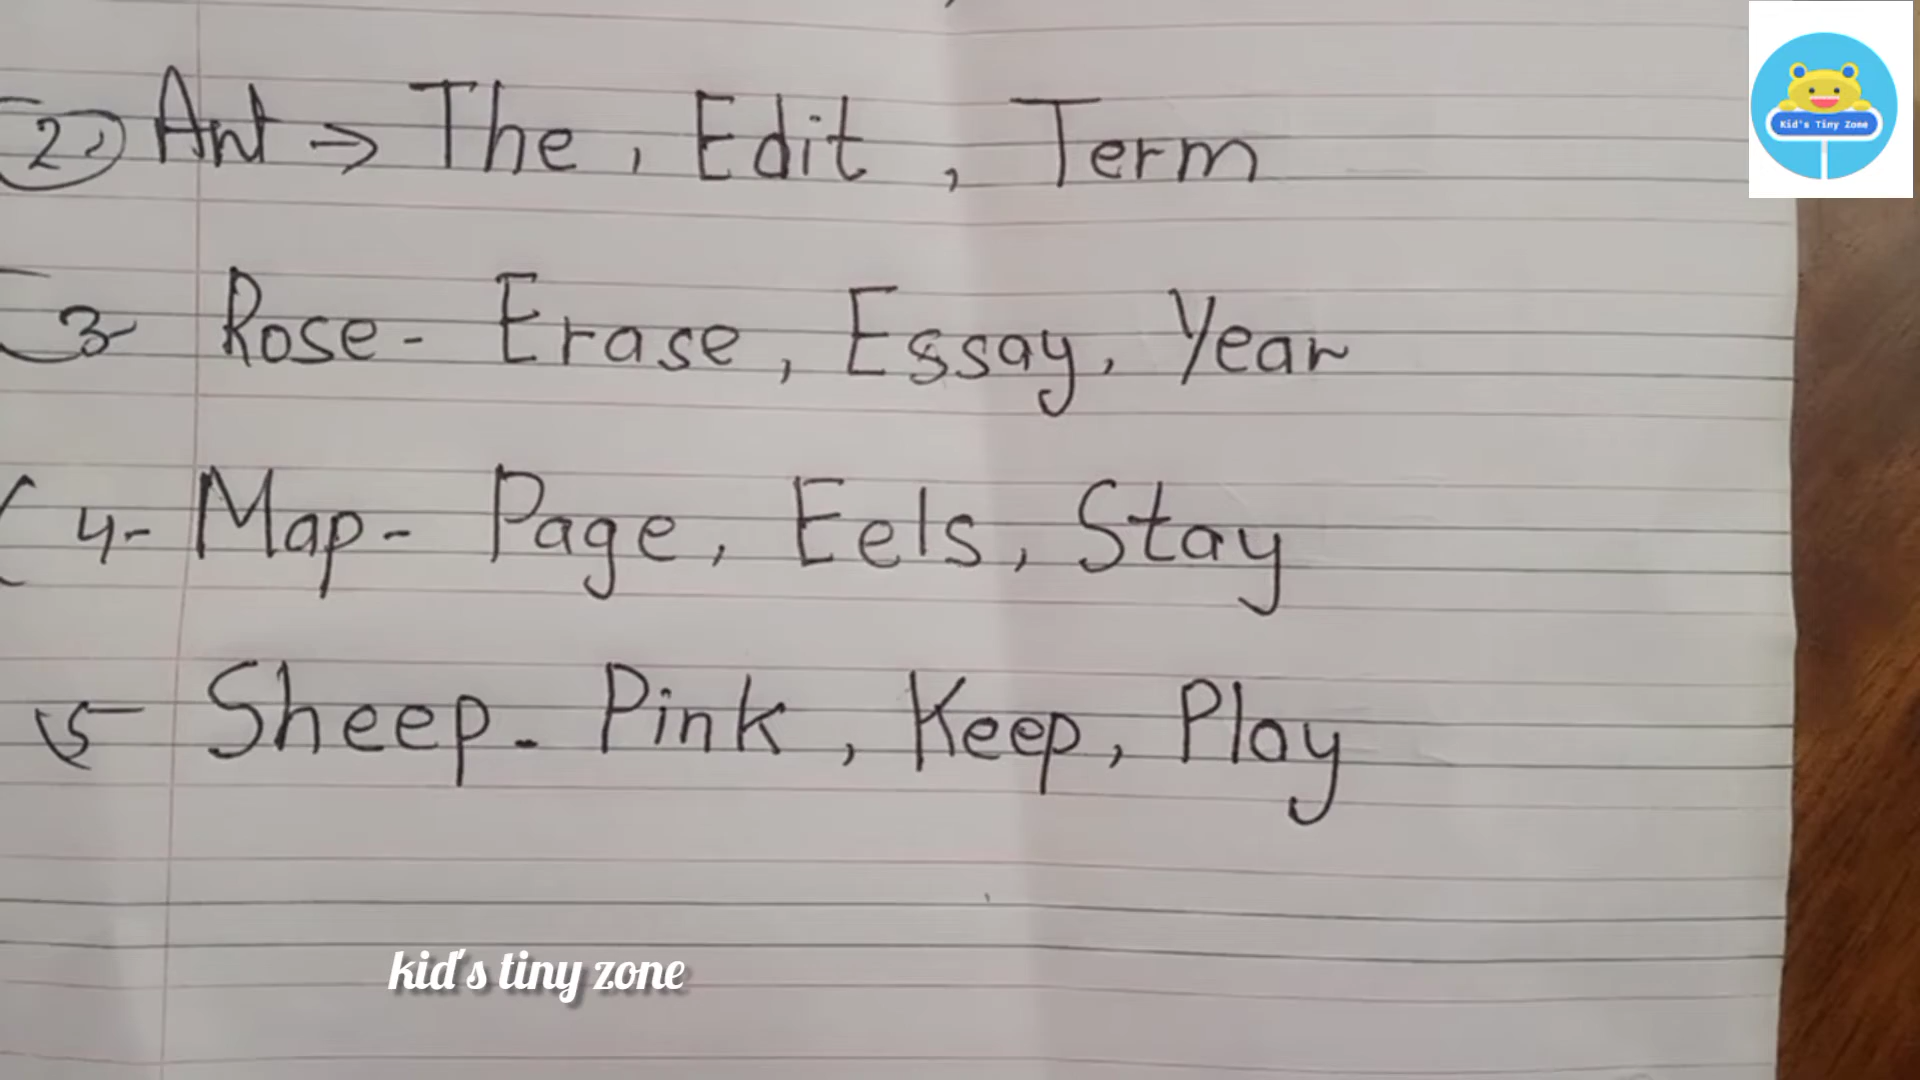 Kid's Tiny Zone
2, Ant → The, Edit, Term
3- Rose - Erase, Essay, Year
4- Map - Page, Eels, Stay
5- Sheep - Pink, Keep, Play
kid's tiny zone